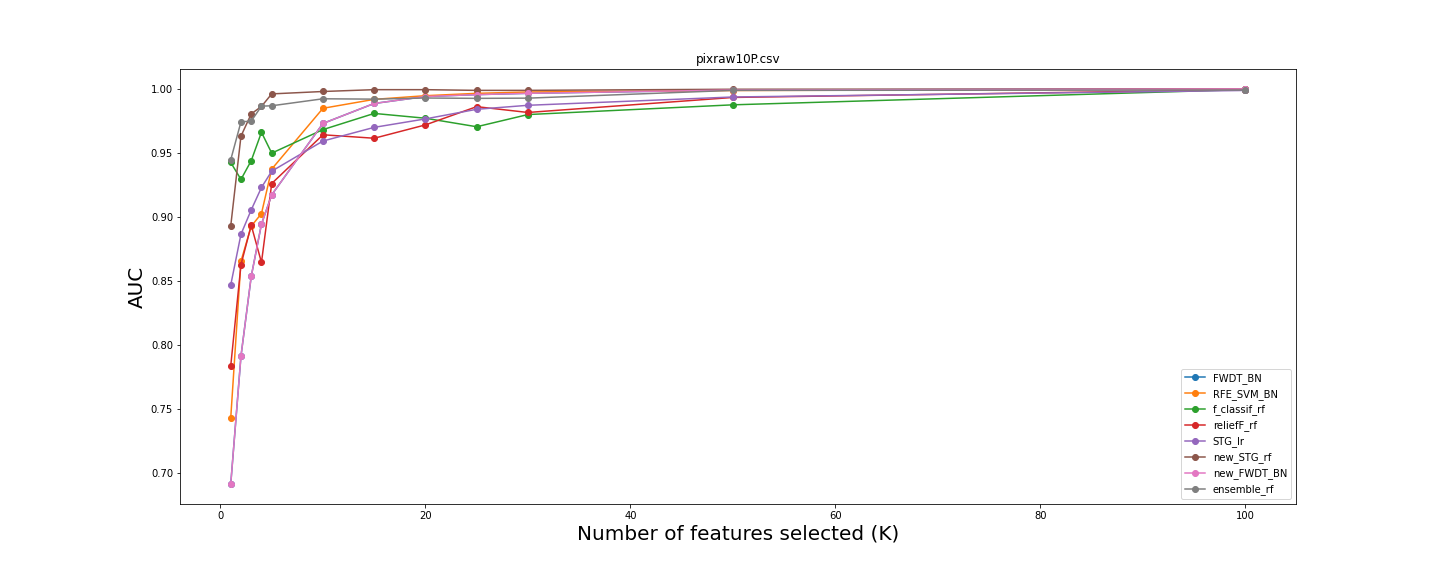 pixraw10P.csv
1.00
0.95
0.90
0.85
0.80
0.75
0.70
AUC
0 20 40 60 80 100
Number of features selected (K)
FWDT_BN
RFE_SVM_BN
f_classif_rf
reliefF_rf
STG_lr
new_STG_rf
new_FWDT_BN
ensemble_rf